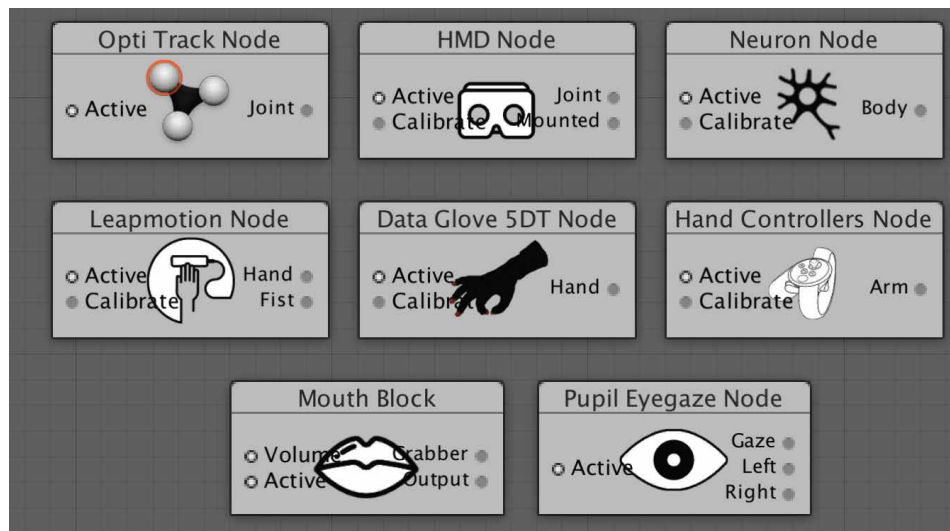 Opti Track Node
Active
Joint
HMD Node
Active
Joint
Calibrate
Mounted
Neuron Node
Active
Body
Calibrate
Leapmotion Node
Active
Hand
Calibrate
Fist
Data Glove 5DT Node
Active
Hand
Calibrate
Hand Controllers Node
Active
Arm
Calibrate
Mouth Block
Volume
Grabber
Active
Output
Pupil Eyegaze Node
Gaze
Active
Left
Right